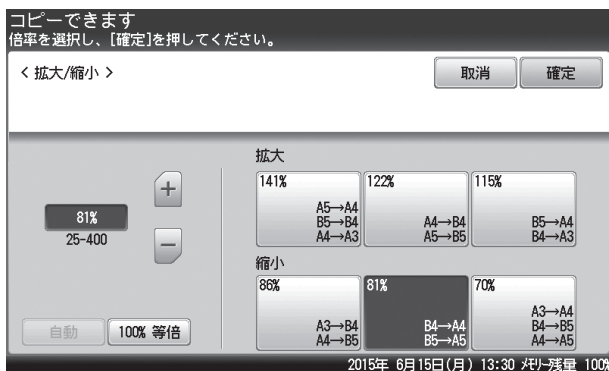 コピーできます
倍率を選択し、[確定]を押してください。
< 拡大/縮小 >
取消
確定
81%
25-400
+
−
自動
100% 等倍
拡大
141%
A5→A4
B5→B4
A4→A3
122%
A4→B4
A5→B5
115%
B5→A4
B4→A3
縮小
86%
A3→B4
A4→B5
81%
B4→A4
B5→A5
70%
A3→A4
B4→B5
A4→A5
2015年 6月15日(月) 13:30 メモリー残量 100%